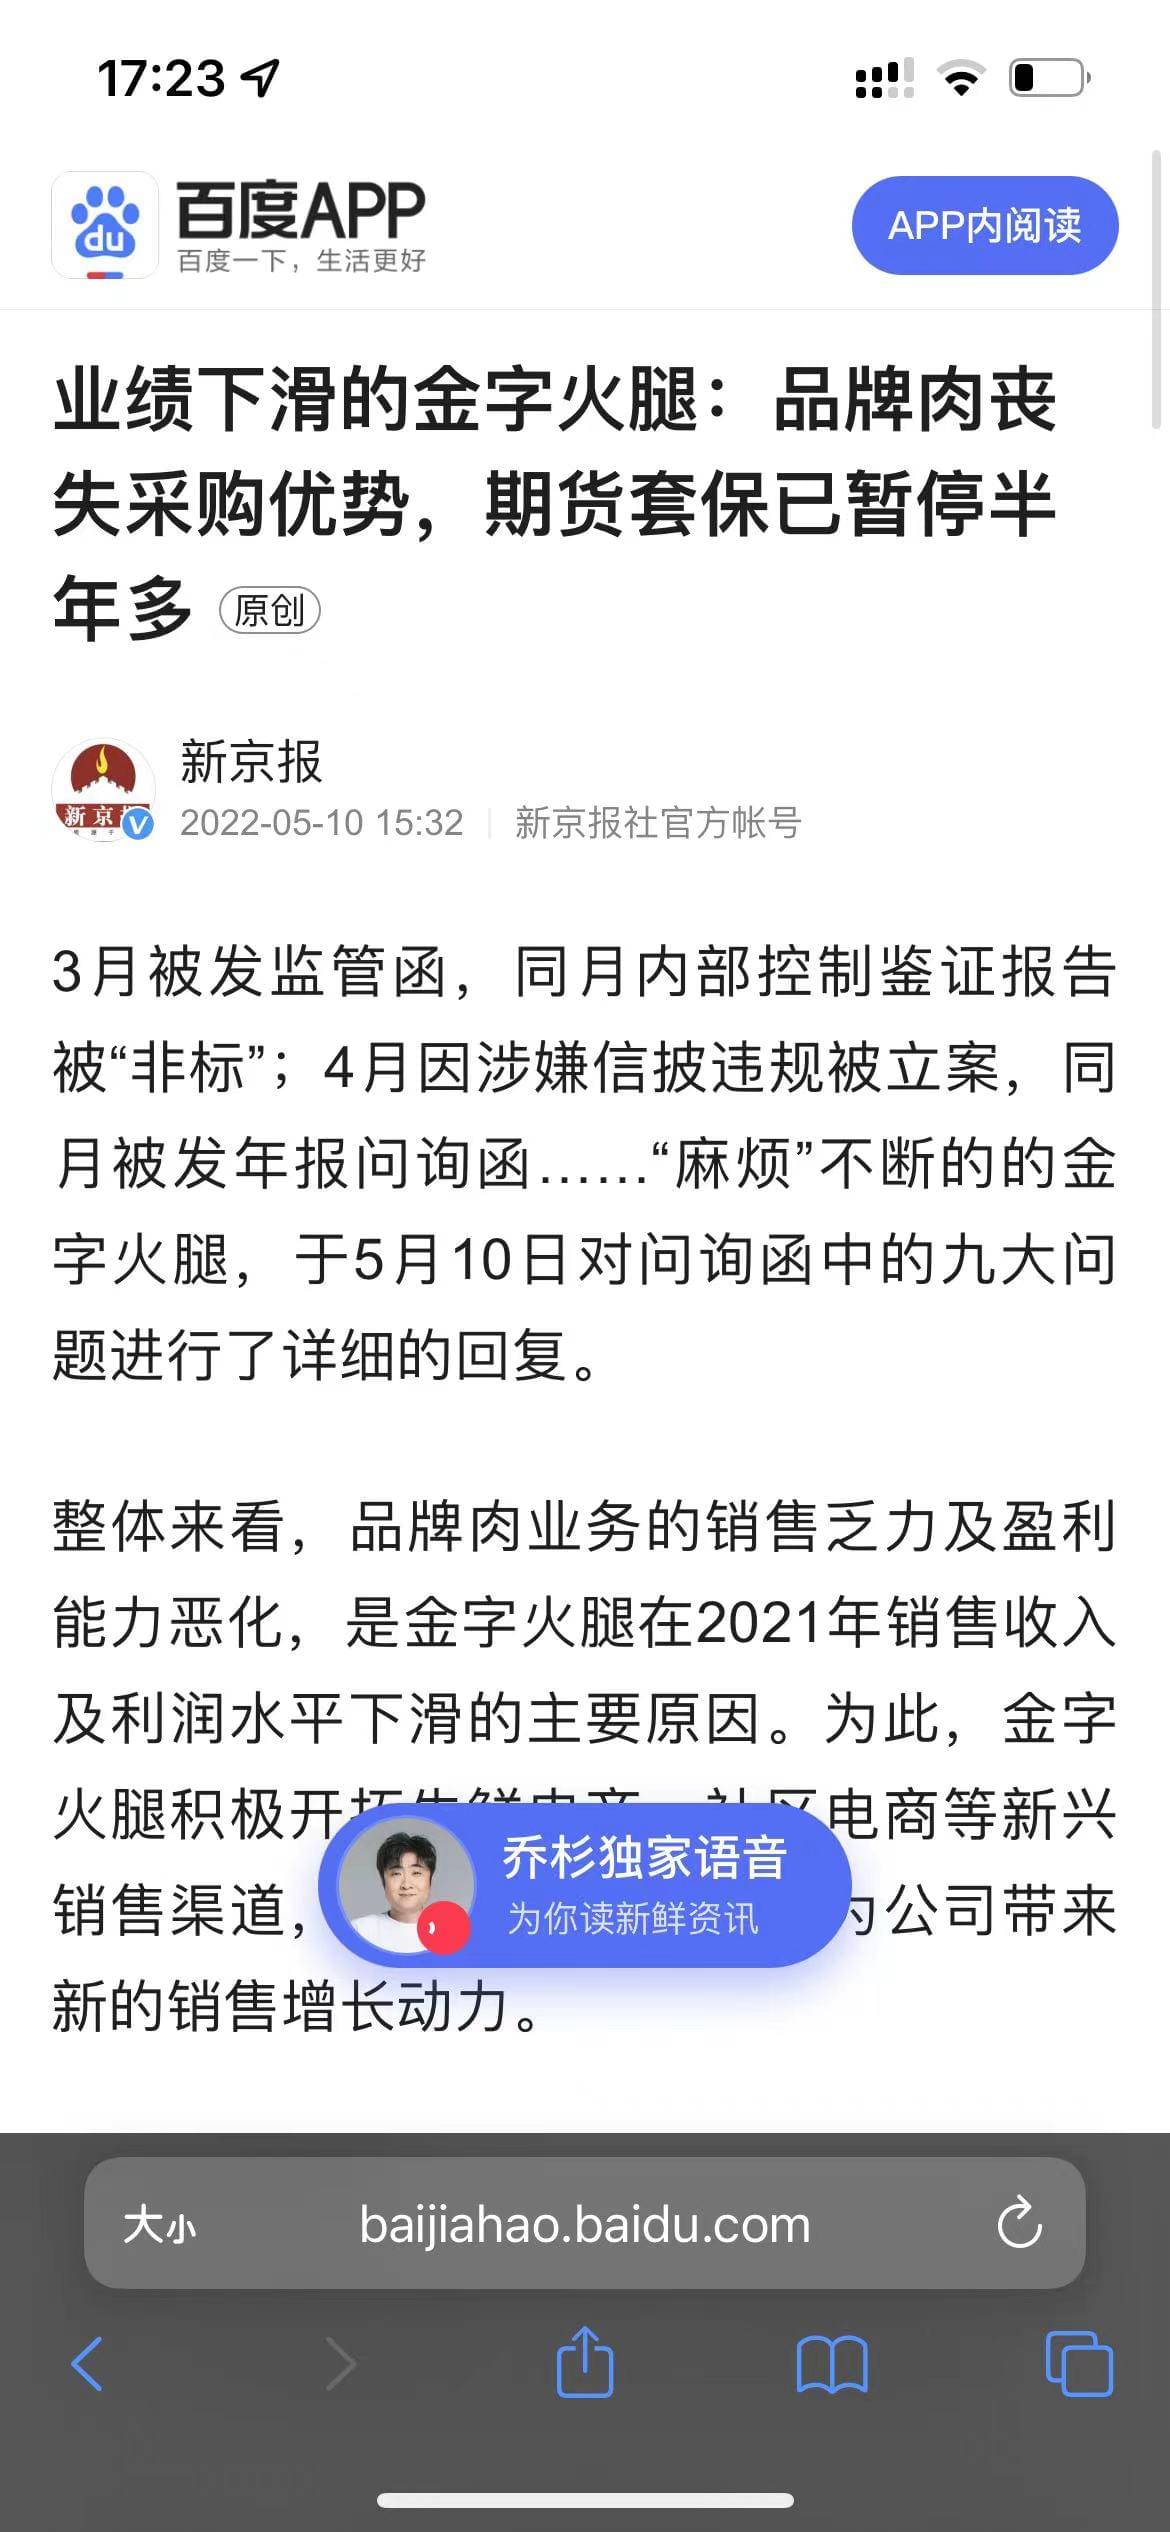 17:23
du
百度APP
百度一下，生活更好
APP内阅读
业绩下滑的金字火腿：品牌肉丧
失采购优势，期货套保已暂停半
年多 原创
新京报
2022-05-10 15:32 新京报社官方帐号
3月被发监管函，同月内部控制鉴证报告
被“非标”；4月因涉嫌信披违规被立案，同
月被发年报问询函……“麻烦”不断的的金
字火腿，于5月10日对问询函中的九大问
题进行了详细的回复。
整体来看，品牌肉业务的销售乏力及盈利
能力恶化，是金字火腿在2021年销售收入
及利润水平下滑的主要原因。为此，金字
火腿积极开拓生鲜电商、社区电商等新兴
销售渠道，为公司带来
乔杉独家语音
为你读新鲜资讯
新的销售增长动力。
大小 baijiahao.baidu.com